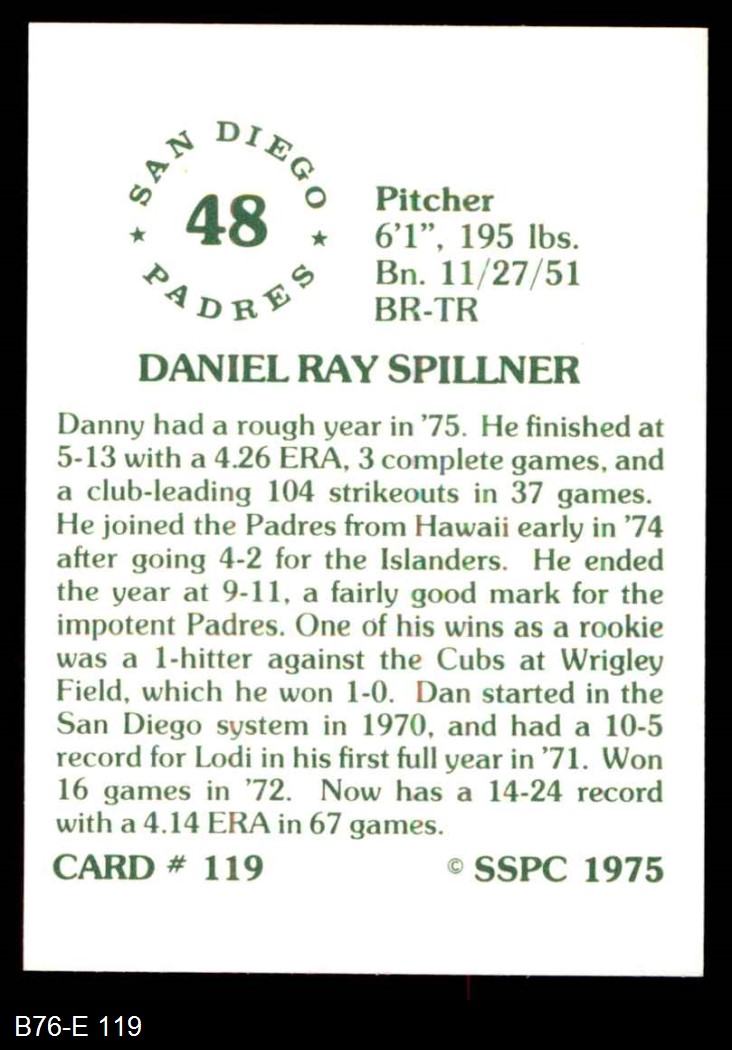 SAN DIEGO
48
★ ★
PADRES
Pitcher
6'1”, 195 lbs.
Bn. 11/27/51
BR-TR
DANIEL RAY SPILLNER
Danny had a rough year in '75. He finished at
5-13 with a 4.26 ERA, 3 complete games, and
a club-leading 104 strikeouts in 37 games.
He joined the Padres from Hawaii early in '74
after going 4-2 for the Islanders. He ended
the year at 9-11, a fairly good mark for the
impotent Padres. One of his wins as a rookie
was a 1-hitter against the Cubs at Wrigley
Field, which he won 1-0. Dan started in the
San Diego system in 1970, and had a 10-5
record for Lodi in his first full year in '71. Won
16 games in '72. Now has a 14-24 record
with a 4.14 ERA in 67 games.
CARD # 119
© SSPC 1975
B76-E 119